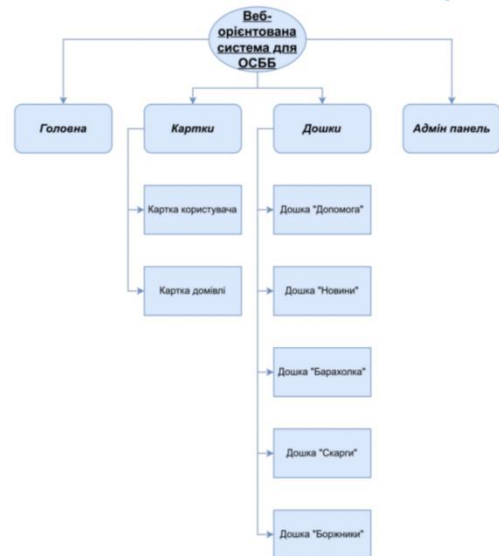 Веб-
орієнтована
система для
ОСББ
Головна
Картки
Дошки
Адмін панель
Картка користувача
Дошка "Допомога"
Картка домівлі
Дошка "Новини"
Дошка "Барахолка"
Дошка "Скарги"
Дошка "Боржники"